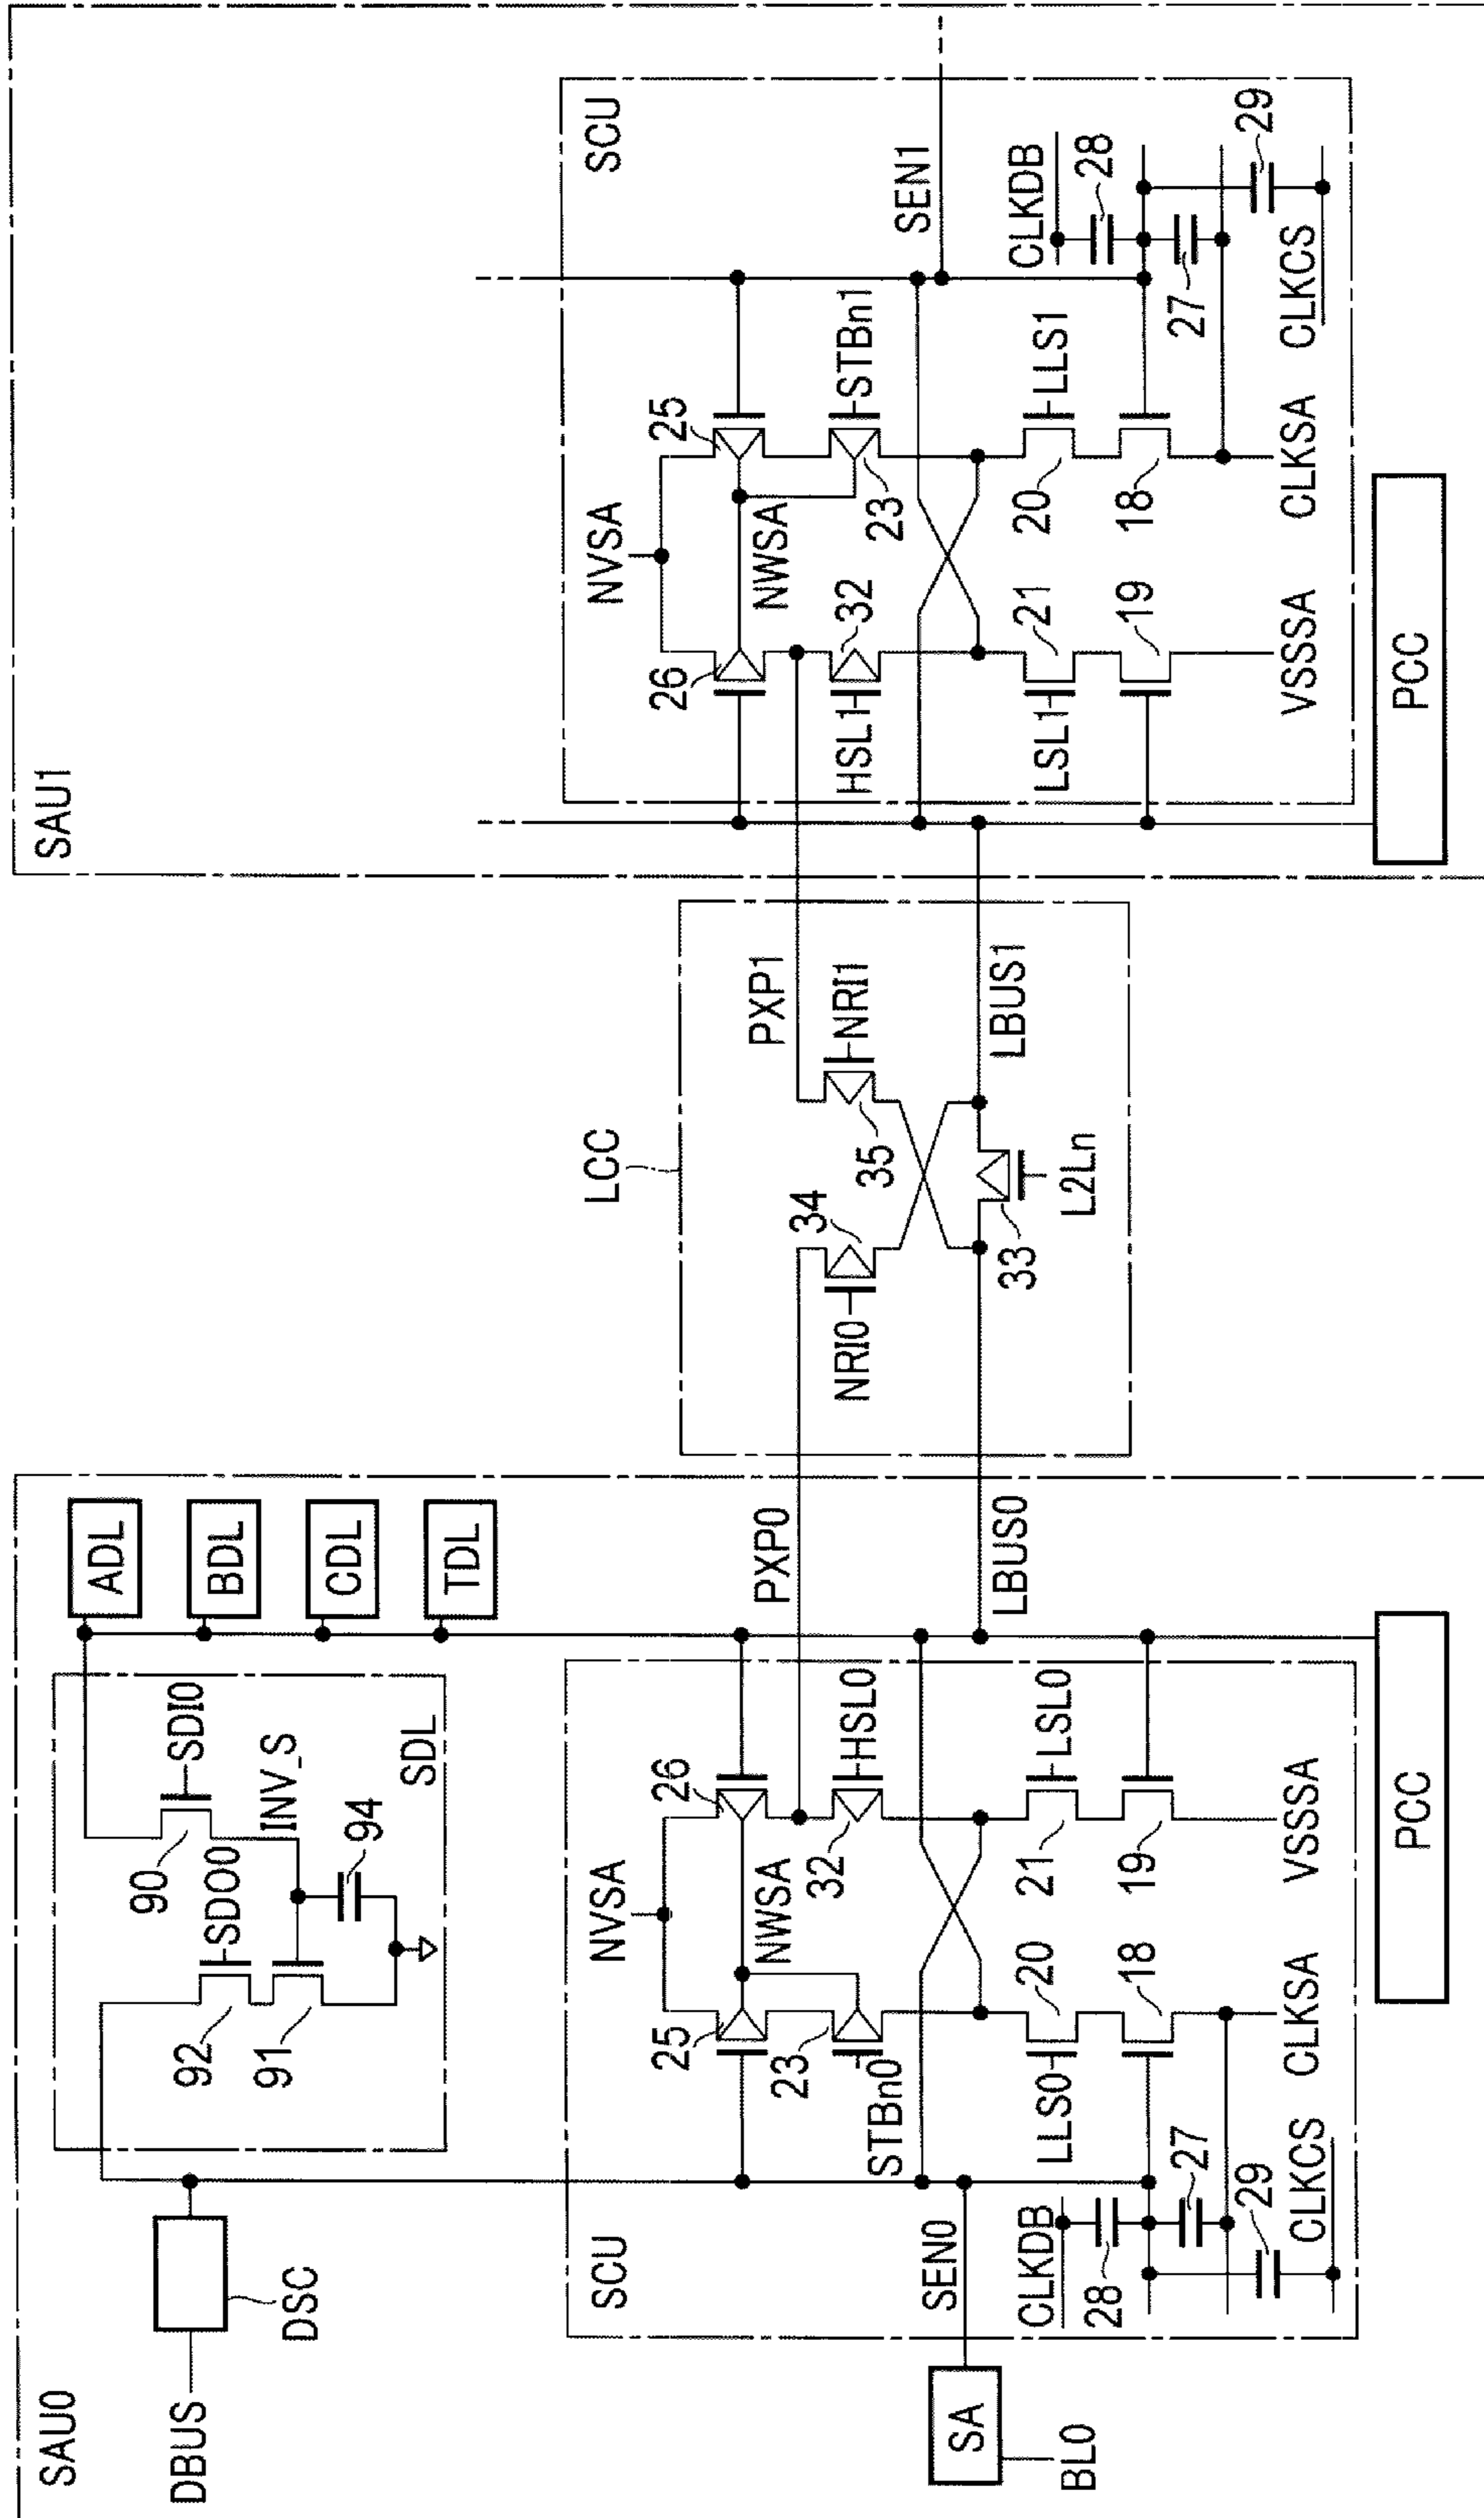 SAU0
DBUS
DSC
SDL
92
SDO0
91
90
SDI0
INV_S
94
ADL
BDL
CDL
TDL
SCU
NVSA
25
26
NWSA
23
STBn0
32
HSL0
PXP0
SEN0
SA
BL0
CLKDB
28
27
29
CLKCS
LLS0
20
18
CLKSA
21
LSL0
19
VSSSA
LBUS0
PCC
LCC
NRI0
34
35
NRI1
PXP1
33
L2Ln
LBUS1
SAU1
SCU
NVSA
26
25
NWSA
HSL1
32
23
STBn1
SEN1
LSL1
21
20
LLS1
19
18
VSSSA
CLKSA
CLKDB
28
27
29
CLKCS
PCC